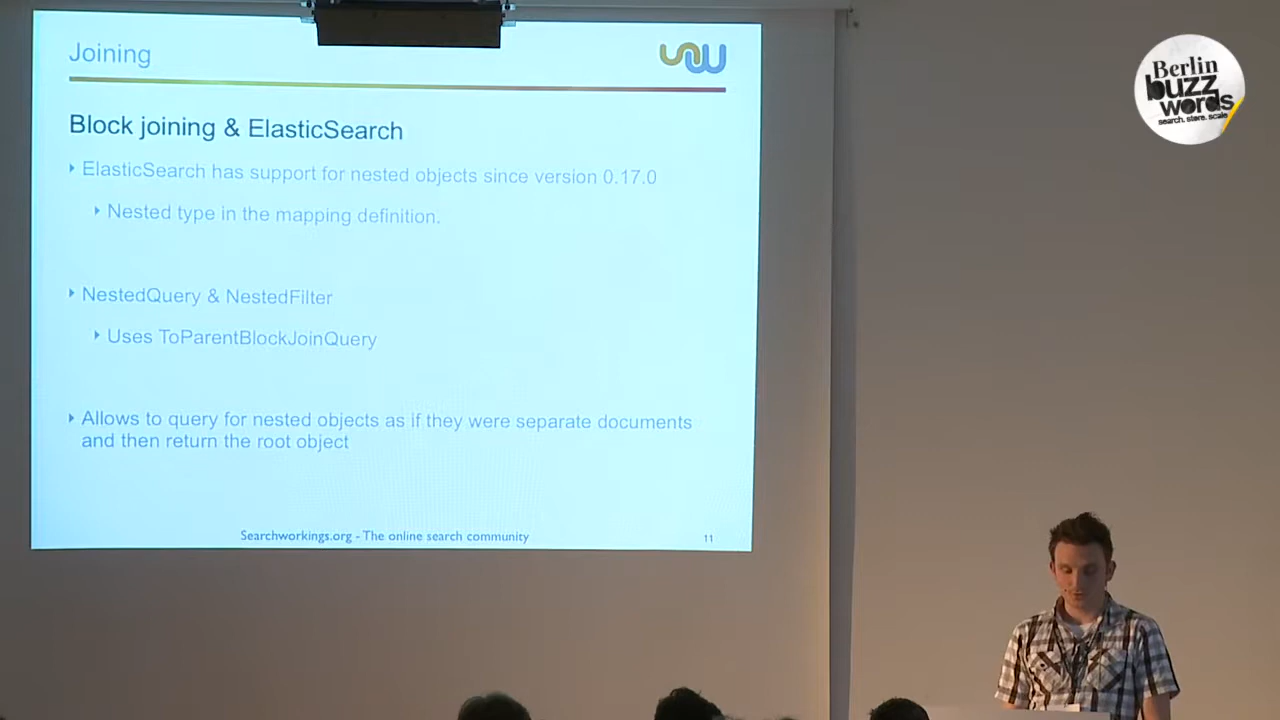 Joining
Block joining & ElasticSearch
ElasticSearch has support for nested objects since version 0.17.0
Nested type in the mapping definition.
NestedQuery & NestedFilter
Uses ToParentBlockJoinQuery
Allows to query for nested objects as if they were separate documents
and then return the root object
Searchworkings.org - The online search community
11
Berlin
buzz
words
search. store. scale